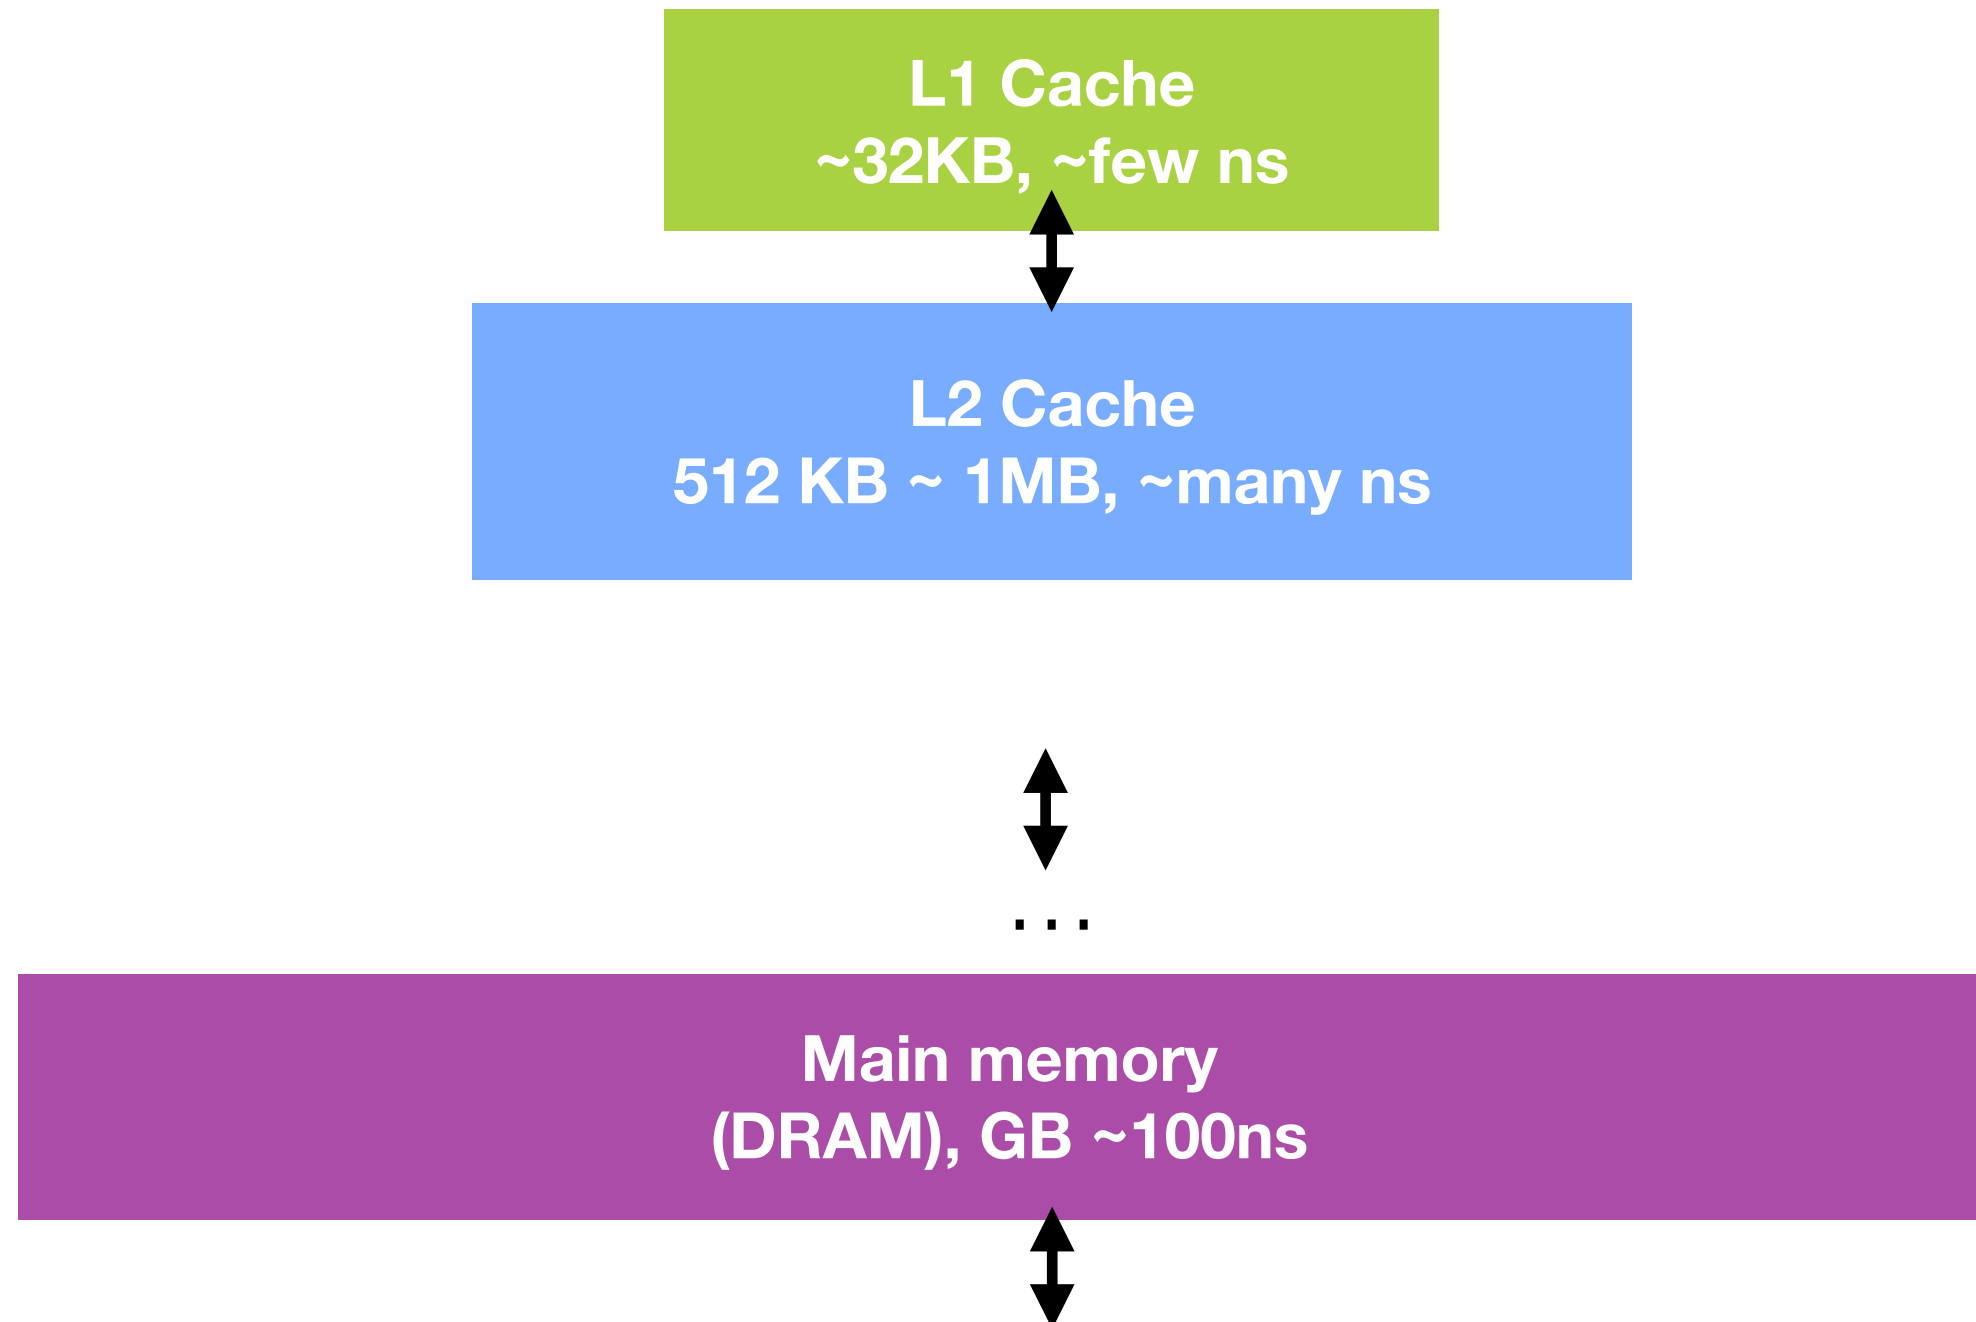 L1 Cache
~32KB, ~few ns
L2 Cache
512 KB ~ 1MB, ~many ns
...
Main memory
(DRAM), GB ~100ns